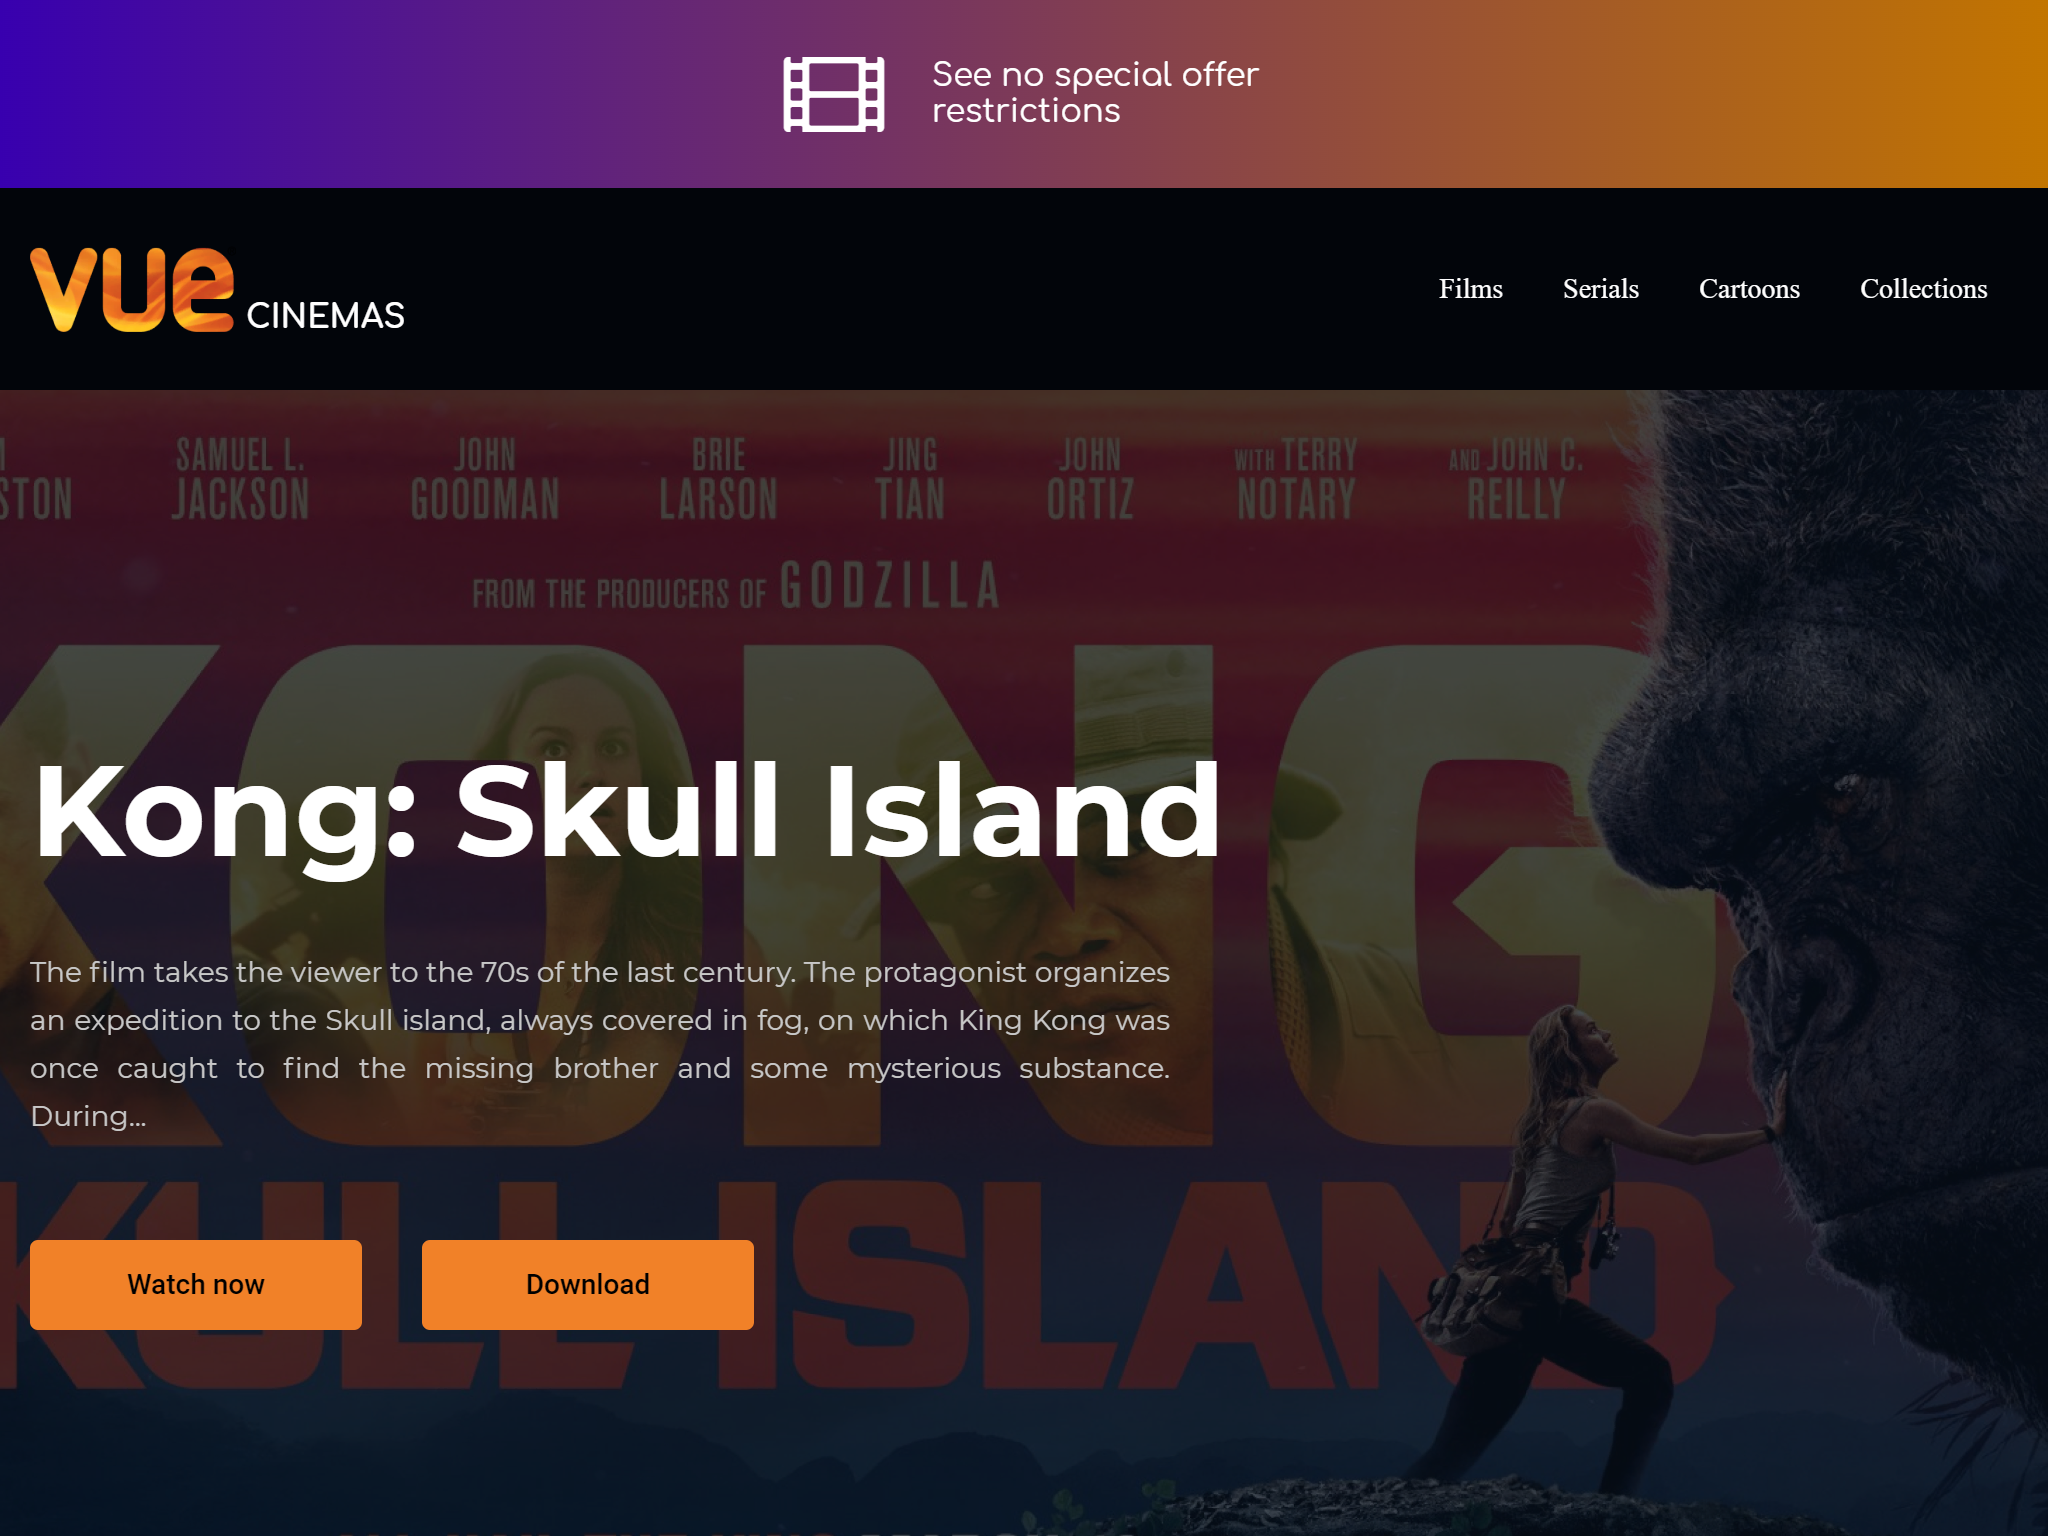 See no special offer
restrictions
vue CINEMAS
Films Serials Cartoons Collections
SAMUEL L. JOHN BRIE JING JOHN WITH TERRY AND JOHN C.
STON JACKSON GOODMAN LARSON TIAN ORTIZ NOTARY REILLY
FROM THE PRODUCERS OF GODZILLA
KONG
Kong: Skull Island
The film takes the viewer to the 70s of the last century. The protagonist organizes
an expedition to the Skull island, always covered in fog, on which King Kong was
once caught to find the missing brother and some mysterious substance.
During...
KULL ISLAND
Watch now Download